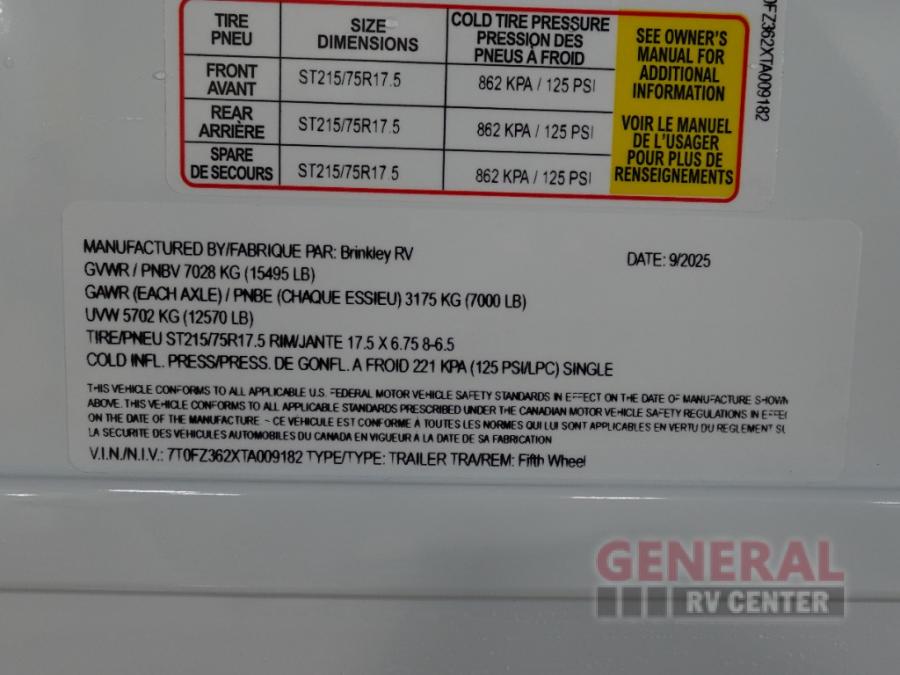 TIRE SIZE COLD TIRE PRESSURE SEE OWNER'S
PNEU DIMENSIONS PRESSION DES MANUAL FOR
PNEUS À FROID ADDITIONAL
FRONT ST215/75R17.5 862 KPA / 125 PSI INFORMATION
AVANT
REAR ST215/75R17.5 862 KPA / 125 PSI VOIR LE MANUEL
ARRIÈRE DE L'USAGER
SPARE ST215/75R17.5 862 KPA / 125 PSI POUR PLUS DE
DE SECOURS RENSEIGNEMENTS
FZ362XTA009182
MANUFACTURED BY/FABRIQUE PAR: Brinkley RV DATE: 9/2025
GVWR / PNBV 7028 KG (15495 LB)
GAWR (EACH AXLE) / PNBE (CHAQUE ESSIEU) 3175 KG (7000 LB)
UVW 5702 KG (12570 LB)
TIRE/PNEU ST215/75R17.5 RIM/JANTE 17.5 X 6.75 8-6.5
COLD INFL. PRESS/PRESS. DE GONFL. A FROID 221 KPA (125 PSI/LPC) SINGLE
THIS VEHICLE CONFORMS TO ALL APPLICABLE U.S. FEDERAL MOTOR VEHICLE SAFETY STANDARDS IN EFFECT ON THE DATE OF MANUFACTURE SHOWN
ABOVE. THIS VEHICLE CONFORMS TO ALL APPLICABLE STANDARDS PRESCRIBED UNDER THE CANADIAN MOTOR VEHICLE SAFETY REGULATIONS IN EFFE
ON THE DATE OF THE MANUFACTURE - CE VEHICULE EST CONFORME A TOUTES LES NORMES QUI LUI SONT APPLICABLES EN VERTU DU REGLEMENT SL
LA SECURITE DES VEHICULES AUTOMOBILES DU CANADA EN VIGUEUR A LA DATE DE SA FABRICATION
V.I.N./N.I.V.: 7T0FZ362XTA009182 TYPE/TYPE: TRAILER TRA/REM: Fifth Wheel
GENERAL
RV CENTER